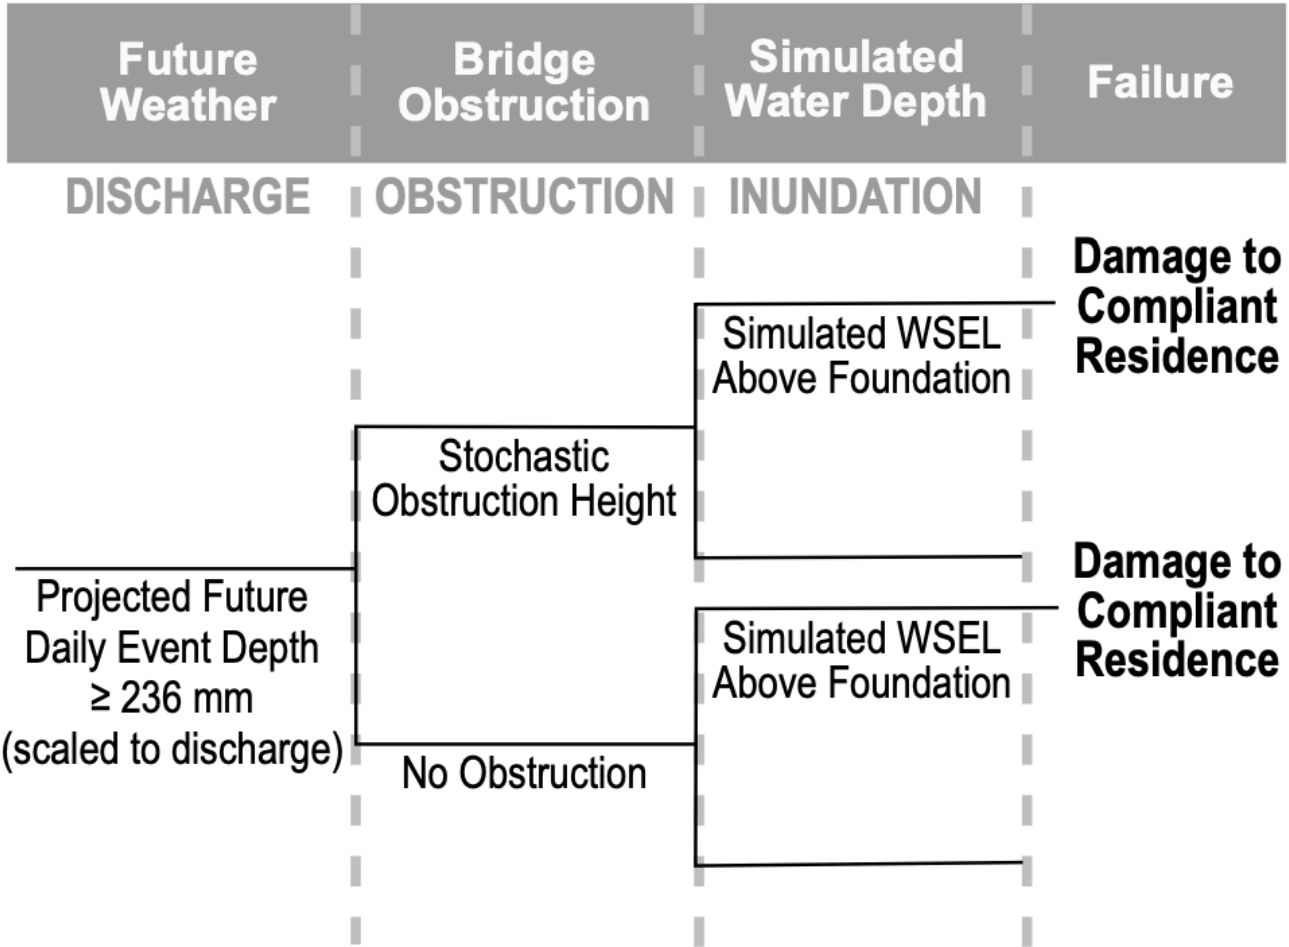 Future
Weather
Bridge
Obstruction
Simulated
Water Depth
Failure
DISCHARGE
OBSTRUCTION
INUNDATION
Damage to
Compliant
Residence
Simulated WSEL
Above Foundation
Stochastic
Obstruction Height
Projected Future
Daily Event Depth
≥ 236 mm
(scaled to discharge)
Damage to
Compliant
Residence
Simulated WSEL
Above Foundation
No Obstruction